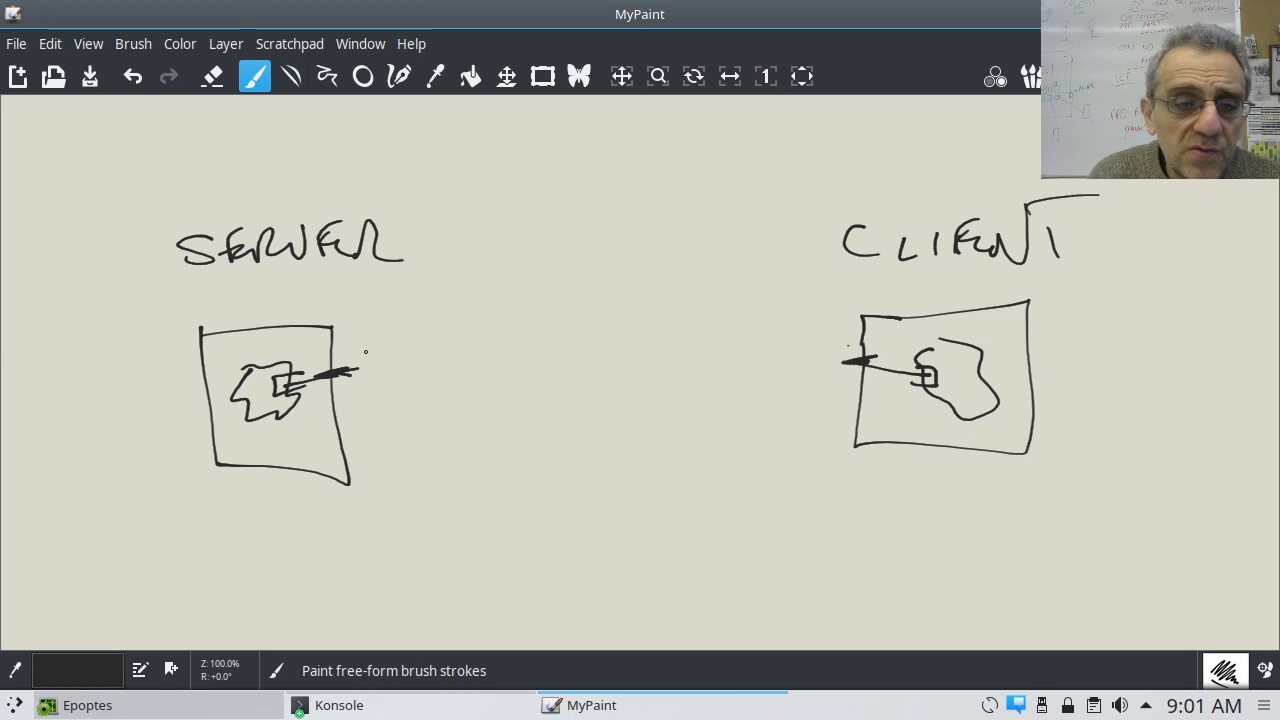 MyPaint
File Edit View Brush Color Layer Scratchpad Window Help
SERVER
CLIENT
Z: 100.0%
R: +0.0°
Paint free-form brush strokes
Epoptes
Konsole
MyPaint
9:01 AM